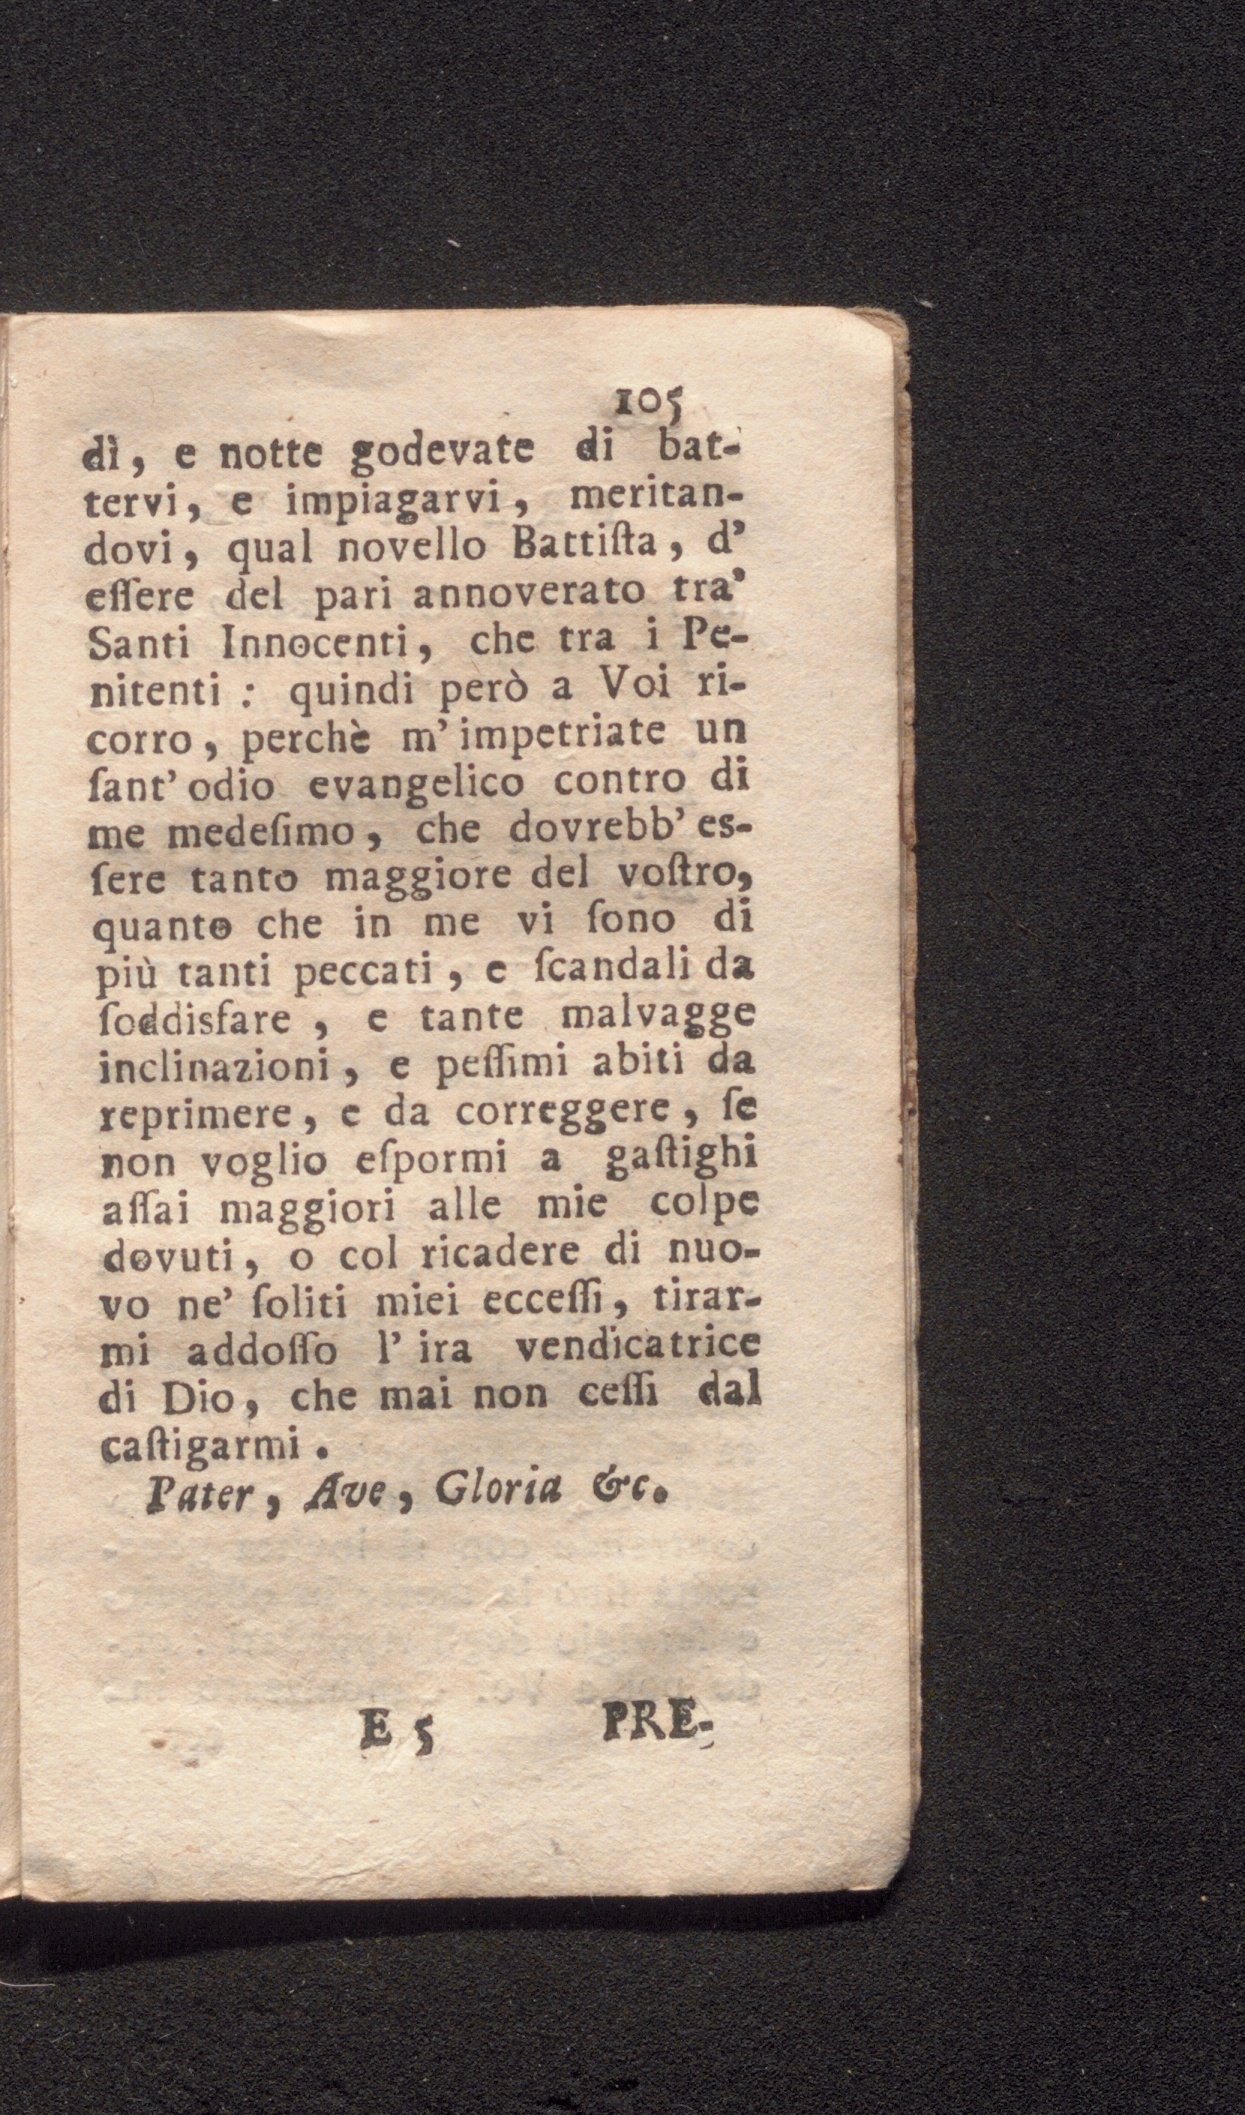 105
dì, e notte godevate di bat-
tervi, e impiagarvi, meritan-
dovi, qual novello Battiſta, d'
eſſere del pari annoverato tra'
Santi Innocenti, che tra i Pe-
nitenti : quindi però a Voi ri-
corro, perchè m' impetriate un
ſant' odio evangelico contro di
me medeſimo, che dovrebb' es-
ſere tanto maggiore del voſtro,
quanto che in me vi ſono di
più tanti peccati, e ſcandali da
ſoddisfare, e tante malvagge
inclinazioni, e peſſimi abiti da
reprimere, e da correggere, ſe
non voglio eſpormi a gaſtighi
aſſai maggiori alle mie colpe
dovuti, o col ricadere di nuo-
vo ne' ſoliti miei ecceſſi, tirar-
mi addoſſo l' ira vendicatrice
di Dio, che mai non ceſſi dal
caſtigarmi.
Pater, Ave, Gloria &c.
E 5 PRE-